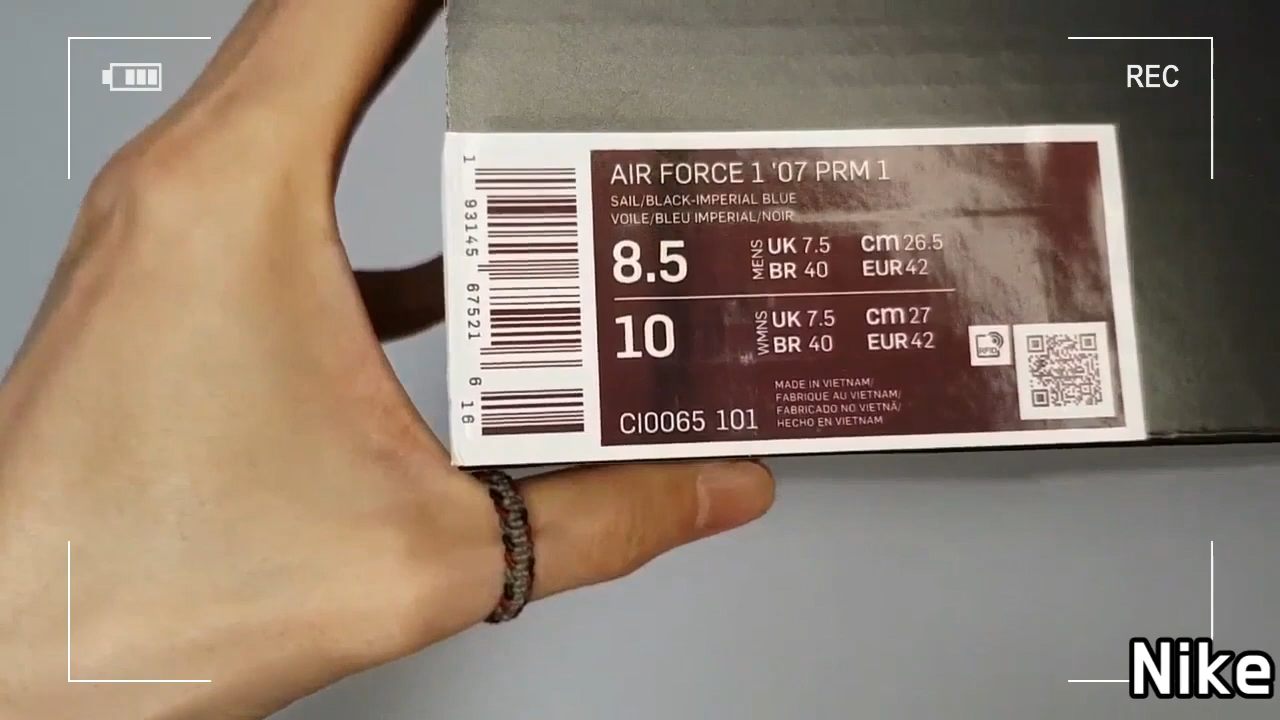 REC
1 93145 67521 6 16
AIR FORCE 1 '07 PRM 1
SAIL/BLACK-IMPERIAL BLUE
VOILE/BLEU IMPERIAL/NOIR
8.5 MENS UK 7.5 cm 26.5
BR 40 EUR 42
10 WMNS UK 7.5 cm 27
BR 40 EUR 42
RFID
MADE IN VIETNAM/
FABRIQUE AU VIETNAM/
FABRICADO NO VIETNÃ/
HECHO EN VIETNAM
CI0065 101
Nike